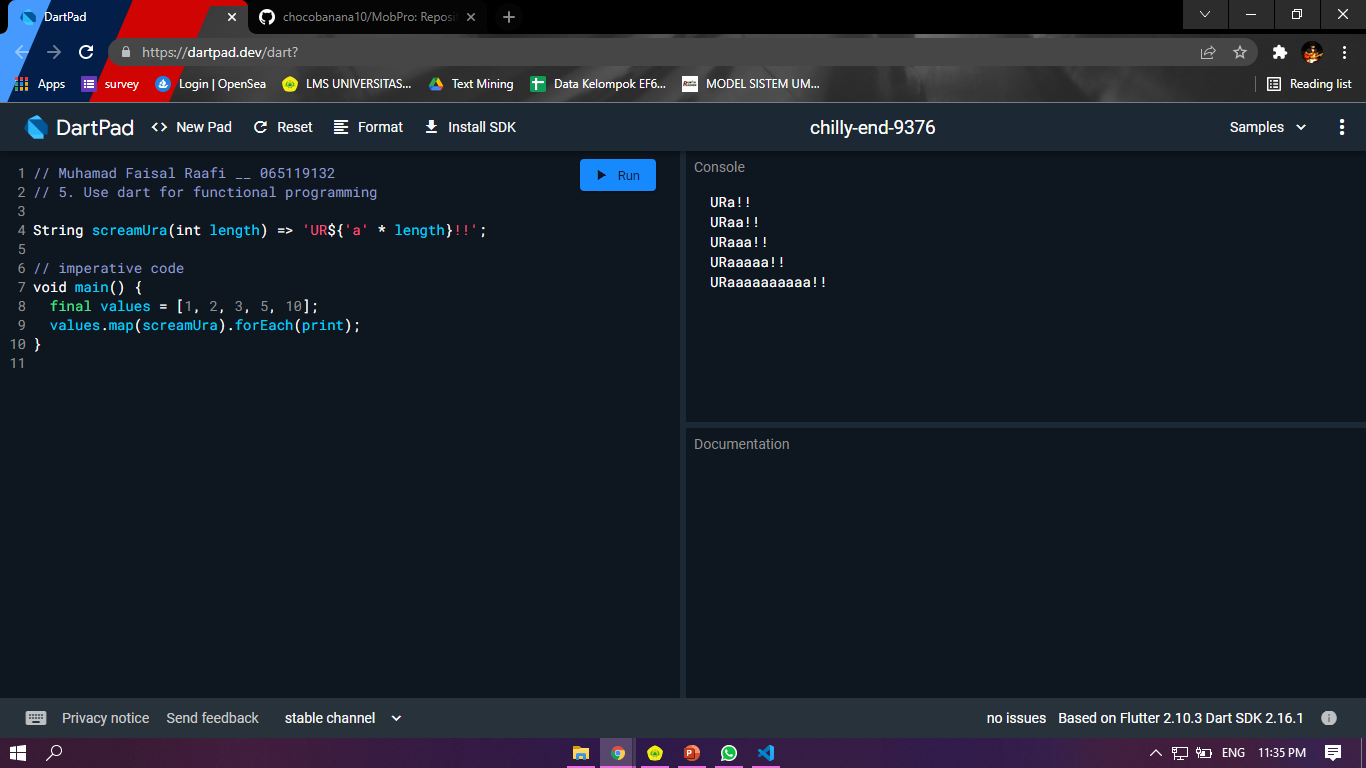 DartPad
chocobanana10/MobPro: Reposi
https://dartpad.dev/dart?
Apps survey Login | OpenSea LMS UNIVERSITAS... Text Mining Data Kelompok EF6... MODEL SISTEM UM... Reading list
DartPad <> New Pad Reset Format Install SDK chilly-end-9376 Samples
1 // Muhamad Faisal Raafi __ 065119132
2 // 5. Use dart for functional programming
3
4 String screamUra(int length) => 'UR${'a' * length}!!';
5
6 // imperative code
7 void main() {
8 final values = [1, 2, 3, 5, 10];
9 values.map(screamUra).forEach(print);
10 }
11
Run
Console
URa!!
URaa!!
URaaa!!
URaaaaa!!
URaaaaaaaaaa!!
Documentation
Privacy notice Send feedback stable channel no issues Based on Flutter 2.10.3 Dart SDK 2.16.1
ENG 11:35 PM